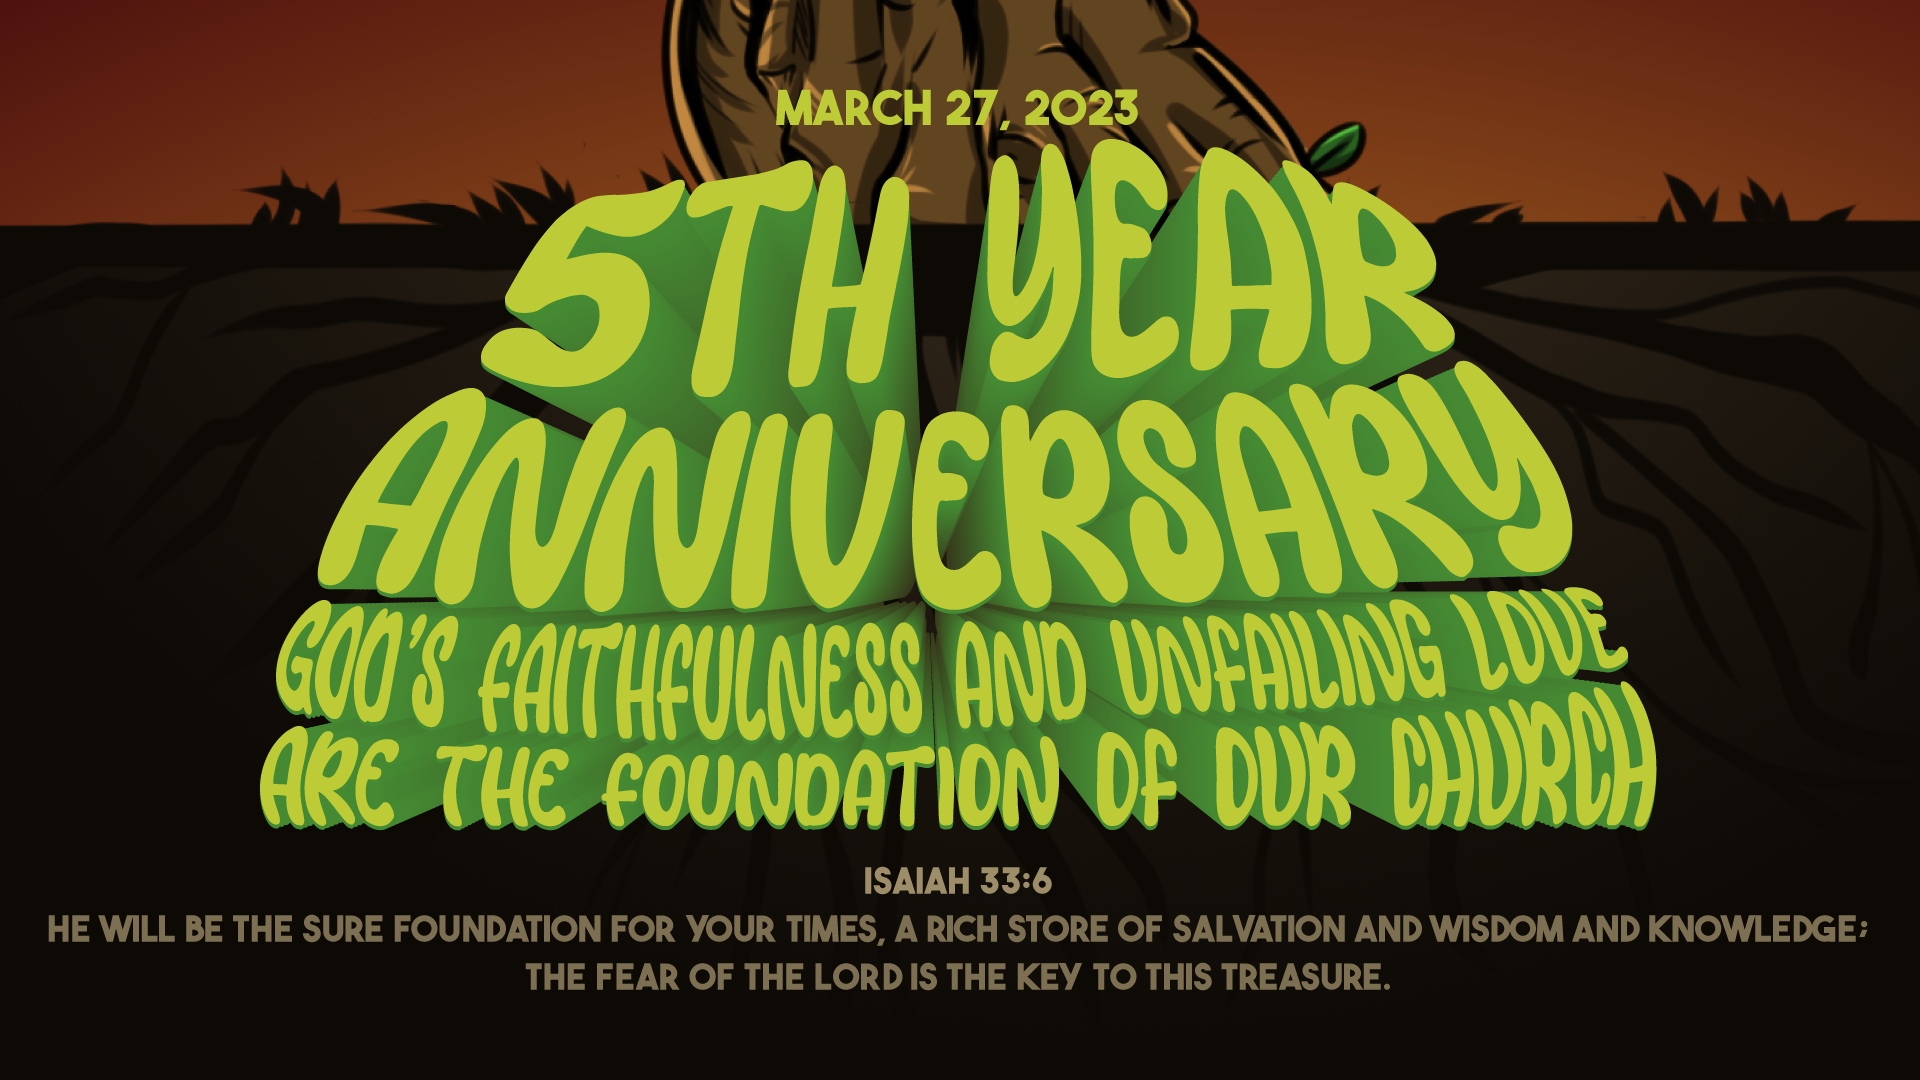 MARCH 27, 2023
5TH YEAR
ANNIVERSARY
GOD'S FAITHFULNESS AND UNFAILING LOVE
ARE THE FOUNDATION OF OUR CHURCH
ISAIAH 33:6
HE WILL BE THE SURE FOUNDATION FOR YOUR TIMES, A RICH STORE OF SALVATION AND WISDOM AND KNOWLEDGE;
THE FEAR OF THE LORD IS THE KEY TO THIS TREASURE.